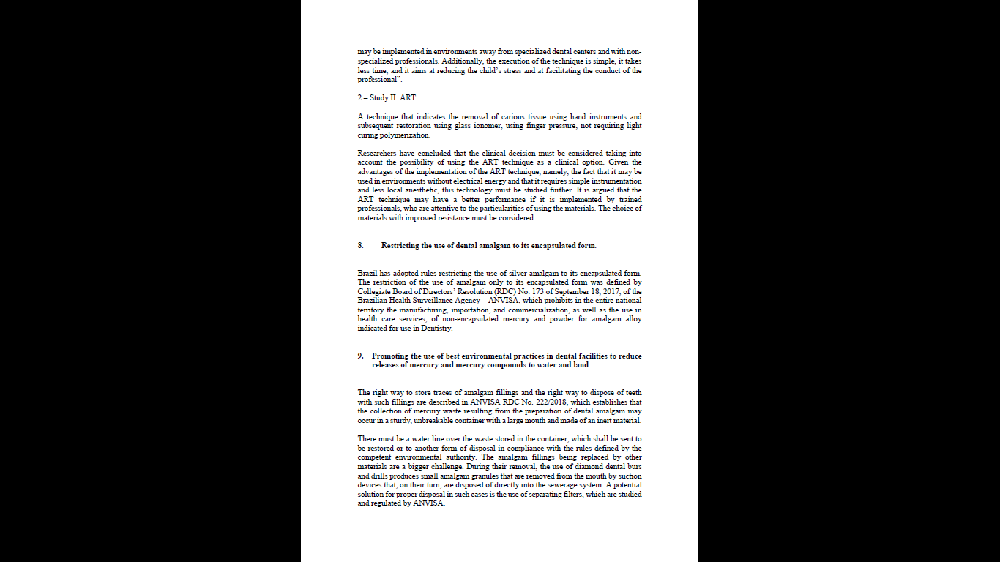 may be implemented in environments away from specialized dental centers and with non-
specialized professionals. Additionally, the execution of the technique is simple, it takes
less time, and it aims at reducing the child's stress and at facilitating the conduct of the
professional”.
2 – Study II: ART
A technique that indicates the removal of carious tissue using hand instruments and
subsequent restoration using glass ionomer, using finger pressure, not requiring light
curing polymerization.
Researchers have concluded that the clinical decision must be considered taking into
account the possibility of using the ART technique as a clinical option. Given the
advantages of the implementation of the ART technique, namely, the fact that it may be
used in environments without electrical energy and that it requires simple instrumentation
and less local anesthetic, this technology must be studied further. It is argued that the
ART technique may have a better performance if it is implemented by trained
professionals, who are attentive to the particularities of using the materials. The choice of
materials with improved resistance must be considered.
8. Restricting the use of dental amalgam to its encapsulated form.
Brazil has adopted rules restricting the use of silver amalgam to its encapsulated form.
The restriction of the use of amalgam only to its encapsulated form was defined by
Collegiate Board of Directors' Resolution (RDC) No. 173 of September 18, 2017, of the
Brazilian Health Surveillance Agency – ANVISA, which prohibits in the entire national
territory the manufacturing, importation, and commercialization, as well as the use in
health care services, of non-encapsulated mercury and powder for amalgam alloy
indicated for use in Dentistry.
9. Promoting the use of best environmental practices in dental facilities to reduce
releases of mercury and mercury compounds to water and land.
The right way to store traces of amalgam fillings and the right way to dispose of teeth
with such fillings are described in ANVISA RDC No. 222/2018, which establishes that
the collection of mercury waste resulting from the preparation of dental amalgam may
occur in a sturdy, unbreakable container with a large mouth and made of an inert material.
There must be a water line over the waste stored in the container, which shall be sent to
be restored or to another form of disposal in compliance with the rules defined by the
competent environmental authority. The amalgam fillings being replaced by other
materials are a bigger challenge. During their removal, the use of diamond dental burs
and drills produces small amalgam granules that are removed from the mouth by suction
devices that, on their turn, are disposed of directly into the sewerage system. A potential
solution for proper disposal in such cases is the use of separating filters, which are studied
and regulated by ANVISA.